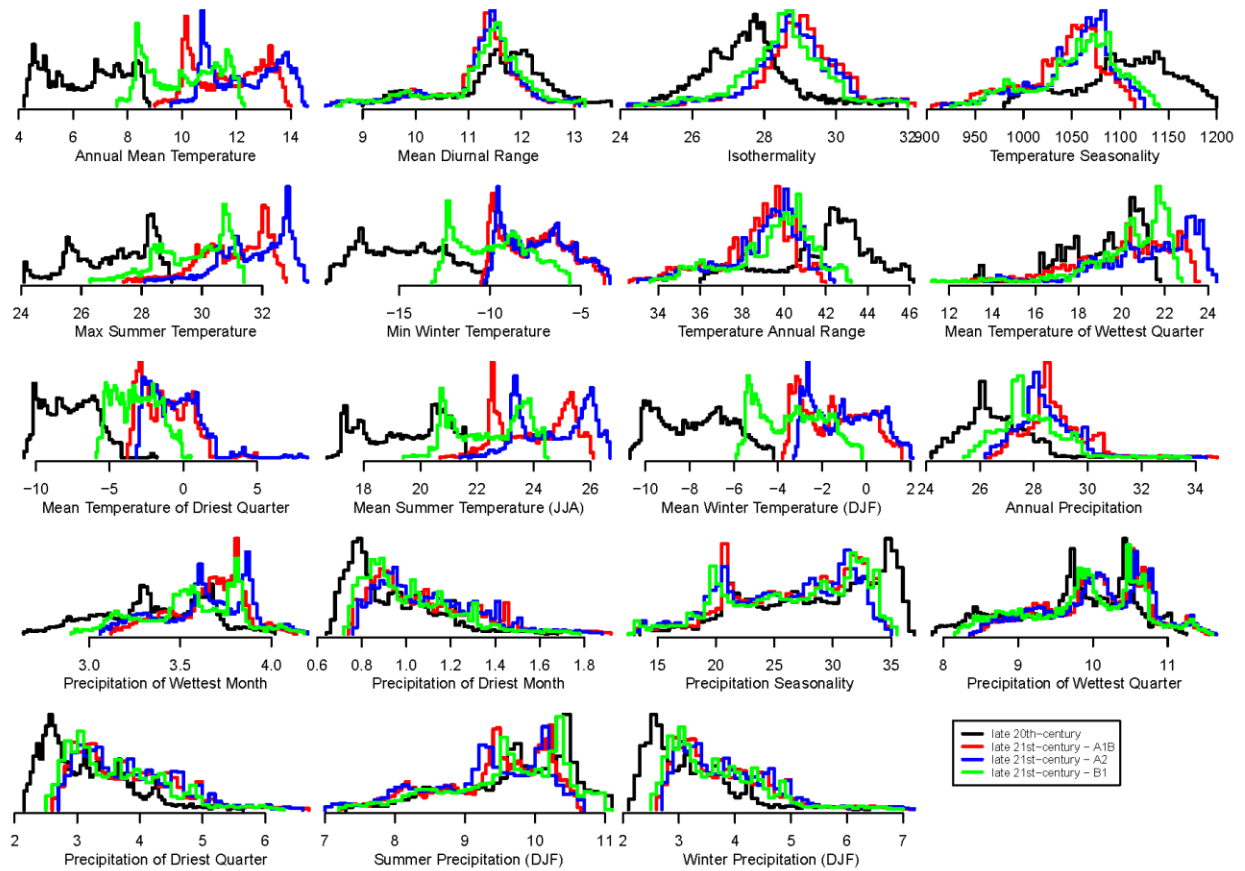 4 6 8 10 12 14
Annual Mean Temperature
9 10 11 12 13
Mean Diurnal Range
24 26 28 30 32
Isothermality
900 950 1000 1050 1100 1150 1200
Temperature Seasonality
24 26 28 30 32
Max Summer Temperature
−15 −10 −5
Min Winter Temperature
34 36 38 40 42 44 46
Temperature Annual Range
12 14 16 18 20 22 24
Mean Temperature of Wettest Quarter
−10 −5 0 5
Mean Temperature of Driest Quarter
18 20 22 24 26
Mean Summer Temperature (JJA)
−10 −8 −6 −4 −2 0 2
Mean Winter Temperature (DJF)
24 26 28 30 32 34
Annual Precipitation
3.0 3.5 4.0
Precipitation of Wettest Month
0.6 0.8 1.0 1.2 1.4 1.6 1.8
Precipitation of Driest Month
15 20 25 30 35
Precipitation Seasonality
8 9 10 11
Precipitation of Wettest Quarter
2 3 4 5 6
Precipitation of Driest Quarter
7 8 9 10 11
Summer Precipitation (DJF)
2 3 4 5 6 7
Winter Precipitation (DJF)
late 20th−century
late 21st−century − A1B
late 21st−century − A2
late 21st−century − B1